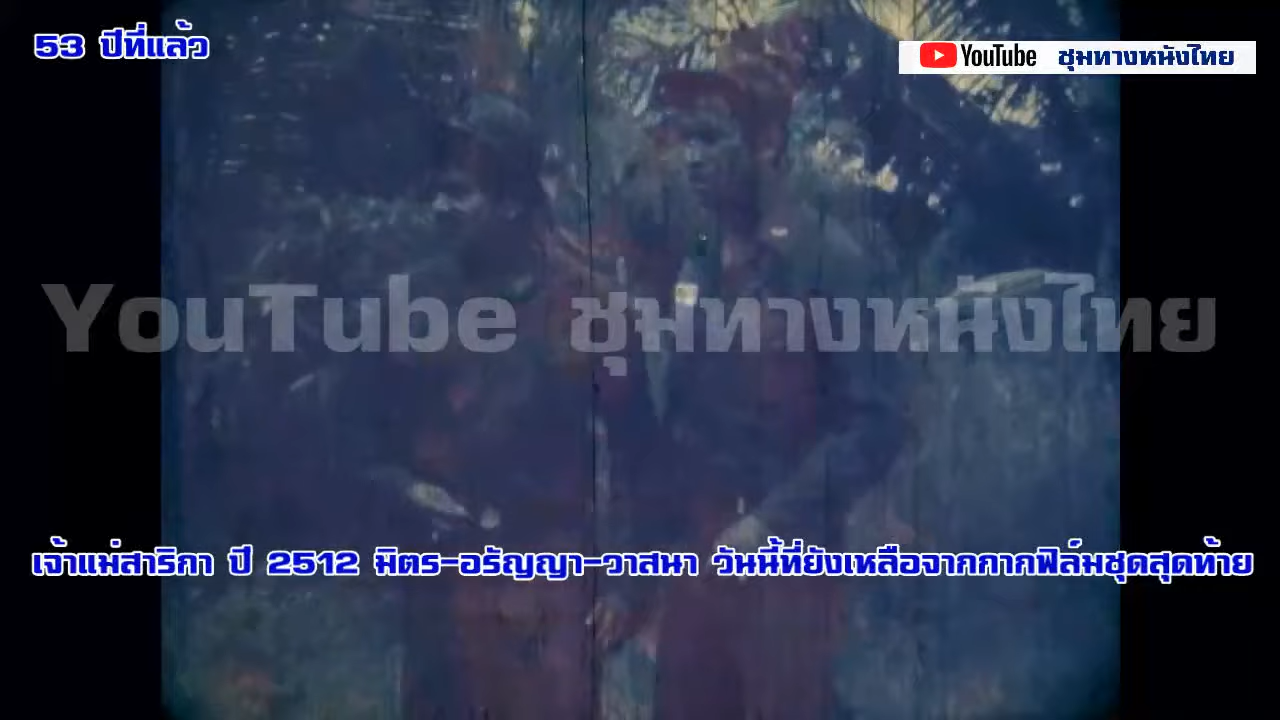 53 ปีที่แล้ว
YouTube ชุมทางหนังไทย
YouTube ชุมทางหนังไทย
เจ้าแม่สาริกา ปี 2512 มิตร-อรัญญา-วาสนา วันนี้ที่ยังเหลือจากกากฟิล์มชุดสุดท้าย